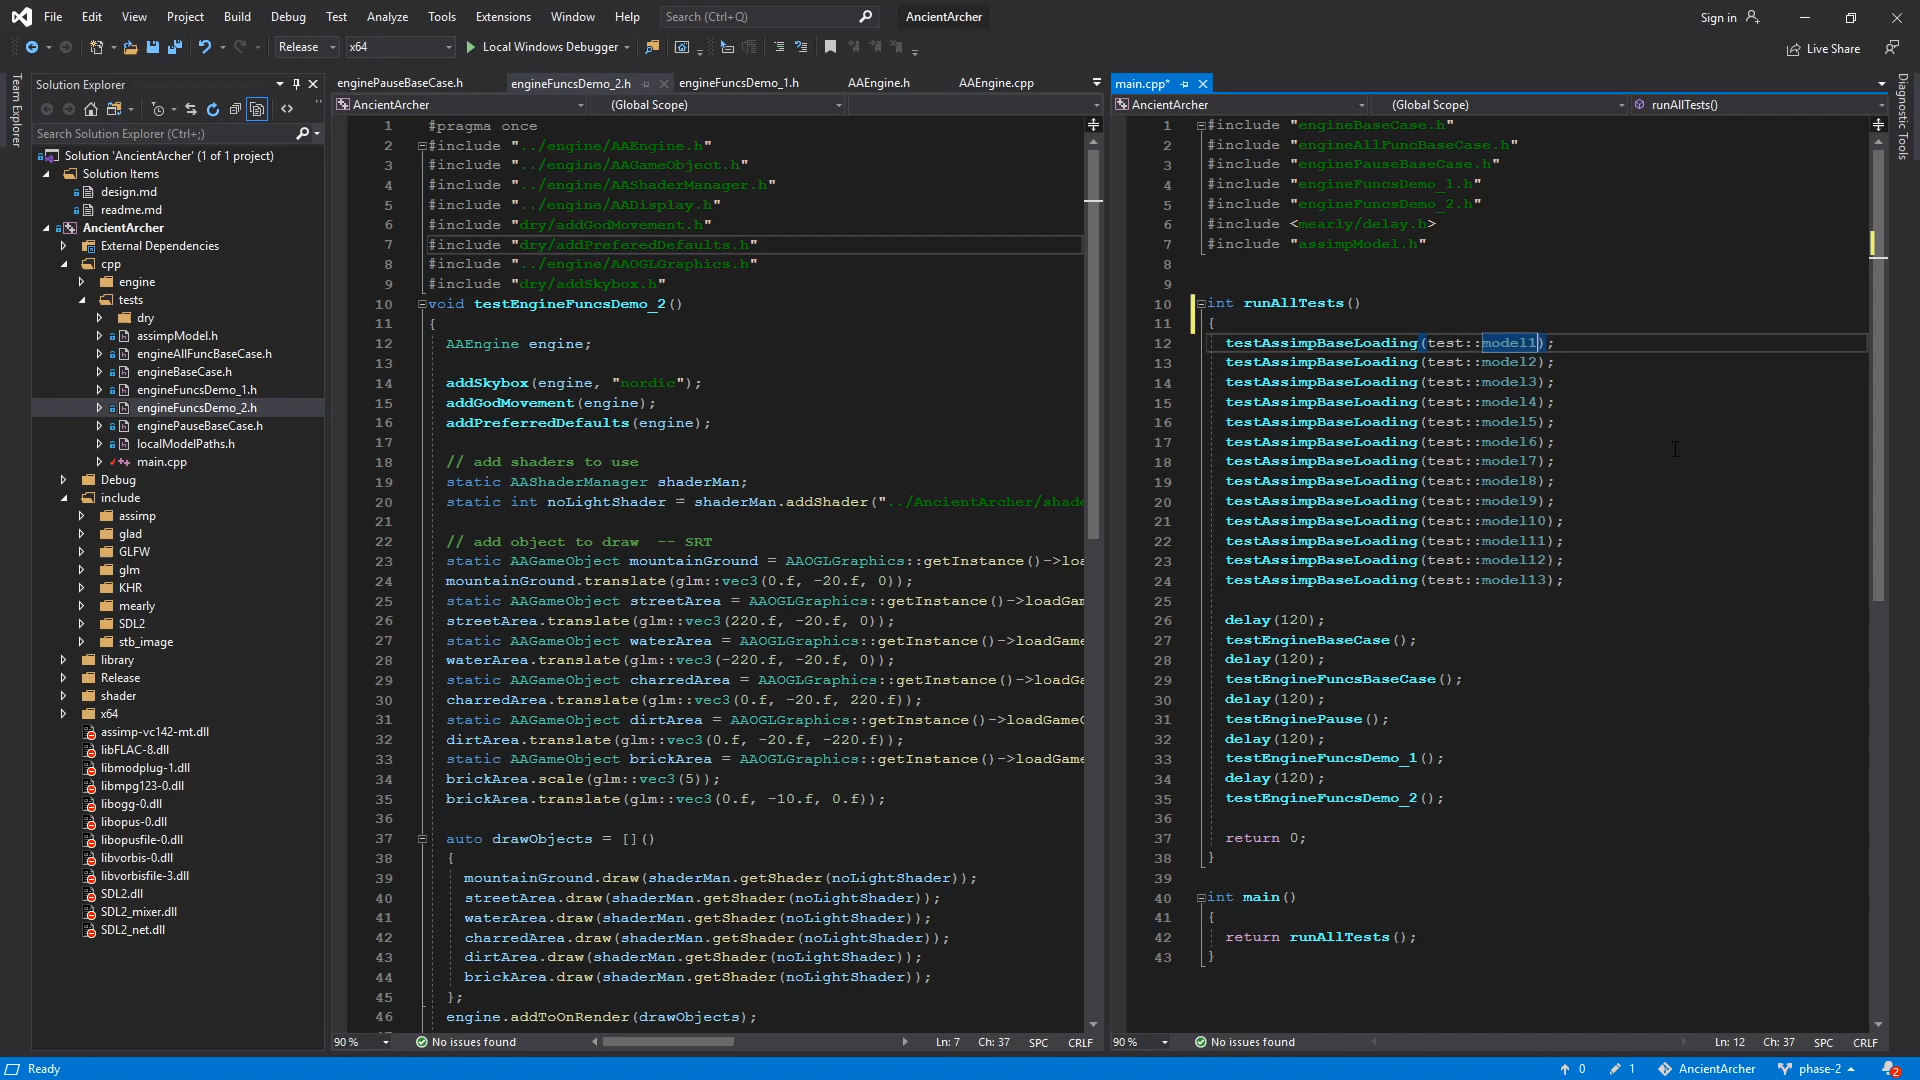 File Edit View Project Build Debug Test Analyze Tools Extensions Window Help Search (Ctrl+Q) AncientArcher Sign in
Release x64 Local Windows Debugger Live Share
Team Explorer
Solution Explorer
Search Solution Explorer (Ctrl+;)
Solution 'AncientArcher' (1 of 1 project)
Solution Items
design.md
readme.md
AncientArcher
External Dependencies
cpp
engine
tests
dry
assimpModel.h
engineAllFuncBaseCase.h
engineBaseCase.h
engineFuncsDemo_1.h
engineFuncsDemo_2.h
enginePauseBaseCase.h
localModelPaths.h
main.cpp
Debug
include
assimp
glad
GLFW
glm
KHR
mearly
SDL2
stb_image
library
Release
shader
x64
assimp-vc142-mt.dll
libFLAC-8.dll
libmodplug-1.dll
libmpg123-0.dll
libogg-0.dll
libopus-0.dll
libopusfile-0.dll
libvorbis-0.dll
libvorbisfile-3.dll
SDL2.dll
SDL2_mixer.dll
SDL2_net.dll
enginePauseBaseCase.h engineFuncsDemo_2.h engineFuncsDemo_1.h AAEngine.h AAEngine.cpp
AncientArcher (Global Scope)
1 #pragma once
2 #include "../engine/AAEngine.h"
3 #include "../engine/AAGameObject.h"
4 #include "../engine/AAShaderManager.h"
5 #include "../engine/AADisplay.h"
6 #include "dry/addGodMovement.h"
7 #include "dry/addPreferedDefaults.h"
8 #include "../engine/AAOGLGraphics.h"
9 #include "dry/addSkybox.h"
10 void testEngineFuncsDemo_2()
11 {
12 AAEngine engine;
13
14 addSkybox(engine, "nordic");
15 addGodMovement(engine);
16 addPreferredDefaults(engine);
17
18 // add shaders to use
19 static AAShaderManager shaderMan;
20 static int noLightShader = shaderMan.addShader("../AncientArcher/shade
21
22 // add object to draw -- SRT
23 static AAGameObject mountainGround = AAOGLGraphics::getInstance()->loa
24 mountainGround.translate(glm::vec3(0.f, -20.f, 0));
25 static AAGameObject streetArea = AAOGLGraphics::getInstance()->loadGam
26 streetArea.translate(glm::vec3(220.f, -20.f, 0));
27 static AAGameObject waterArea = AAOGLGraphics::getInstance()->loadGame
28 waterArea.translate(glm::vec3(-220.f, -20.f, 0));
29 static AAGameObject charredArea = AAOGLGraphics::getInstance()->loadGa
30 charredArea.translate(glm::vec3(0.f, -20.f, 220.f));
31 static AAGameObject dirtArea = AAOGLGraphics::getInstance()->loadGameO
32 dirtArea.translate(glm::vec3(0.f, -20.f, -220.f));
33 static AAGameObject brickArea = AAOGLGraphics::getInstance()->loadGame
34 brickArea.scale(glm::vec3(5));
35 brickArea.translate(glm::vec3(0.f, -10.f, 0.f));
36
37 auto drawObjects = []()
38 {
39 mountainGround.draw(shaderMan.getShader(noLightShader));
40 streetArea.draw(shaderMan.getShader(noLightShader));
41 waterArea.draw(shaderMan.getShader(noLightShader));
42 charredArea.draw(shaderMan.getShader(noLightShader));
43 dirtArea.draw(shaderMan.getShader(noLightShader));
44 brickArea.draw(shaderMan.getShader(noLightShader));
45 };
46 engine.addToOnRender(drawObjects);
90 % No issues found Ln: 7 Ch: 37 SPC CRLF
main.cpp*
AncientArcher (Global Scope) runAllTests()
1 #include "engineBaseCase.h"
2 #include "engineAllFuncBaseCase.h"
3 #include "enginePauseBaseCase.h"
4 #include "engineFuncsDemo_1.h"
5 #include "engineFuncsDemo_2.h"
6 #include <mearly/delay.h>
7 #include "assimpModel.h"
8
9
10 int runAllTests()
11 {
12 testAssimpBaseLoading(test::model1);
13 testAssimpBaseLoading(test::model2);
14 testAssimpBaseLoading(test::model3);
15 testAssimpBaseLoading(test::model4);
16 testAssimpBaseLoading(test::model5);
17 testAssimpBaseLoading(test::model6);
18 testAssimpBaseLoading(test::model7);
19 testAssimpBaseLoading(test::model8);
20 testAssimpBaseLoading(test::model9);
21 testAssimpBaseLoading(test::model10);
22 testAssimpBaseLoading(test::model11);
23 testAssimpBaseLoading(test::model12);
24 testAssimpBaseLoading(test::model13);
25
26 delay(120);
27 testEngineBaseCase();
28 delay(120);
29 testEngineFuncsBaseCase();
30 delay(120);
31 testEnginePause();
32 delay(120);
33 testEngineFuncsDemo_1();
34 delay(120);
35 testEngineFuncsDemo_2();
36
37 return 0;
38 }
39
40 int main()
41 {
42 return runAllTests();
43 }
90 % No issues found Ln: 12 Ch: 37 SPC CRLF
Diagnostic Tools
Ready 0 1 AncientArcher phase-2 2